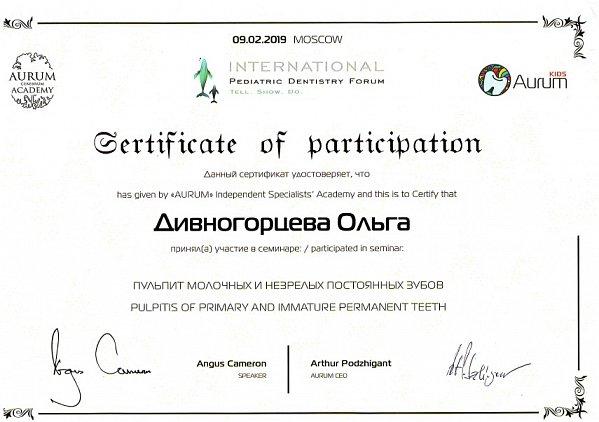 09.02.2019 MOSCOW
AURUM
ACADEMY
INTERNATIONAL
PEDIATRIC DENTISTRY FORUM
TELL. SHOW. DO.
KIDS
Aurum
Sertificate of participation
Данный сертификат удостоверяет, что
has given by «AURUM» Independent Specialists' Academy and this is to Certify that
Дивногорцева Ольга
принял(а) участие в семинаре: / participated in seminar:
ПУЛЬПИТ МОЛОЧНЫХ И НЕЗРЕЛЫХ ПОСТОЯННЫХ ЗУБОВ
PULPITIS OF PRIMARY AND IMMATURE PERMANENT TEETH
Angus Cameron
Angus Cameron
SPEAKER
Arthur Podzhigant
AURUM CEO